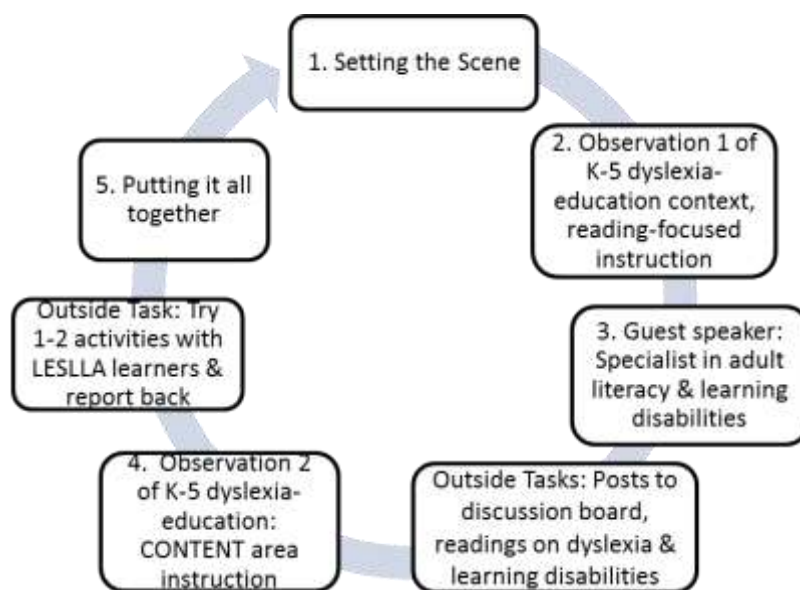 1. Setting the Scene
2. Observation 1 of
K-5 dyslexia-
education context,
reading-focused
instruction
3. Guest speaker:
Specialist in adult
literacy & learning
disabilities
Outside Tasks: Posts to
discussion board,
readings on dyslexia &
learning disabilities
4. Observation 2
of K-5 dyslexia-
education:
CONTENT area
instruction
Outside Task: Try
1-2 activities with
LESLLA learners &
report back
5. Putting it all
together